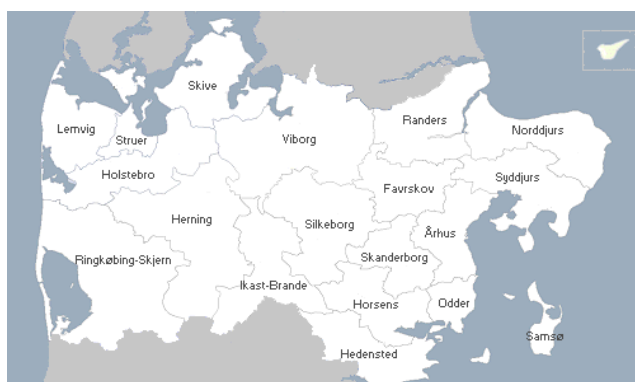 Skive
Lemvig
Struer
Viborg
Randers
Norddjurs
Holstebro
Syddjurs
Favrskov
Herning
Silkeborg
Århus
Ringkøbing-Skjern
Skanderborg
Ikast-Brande
Horsens
Odder
Samsø
Hedensted